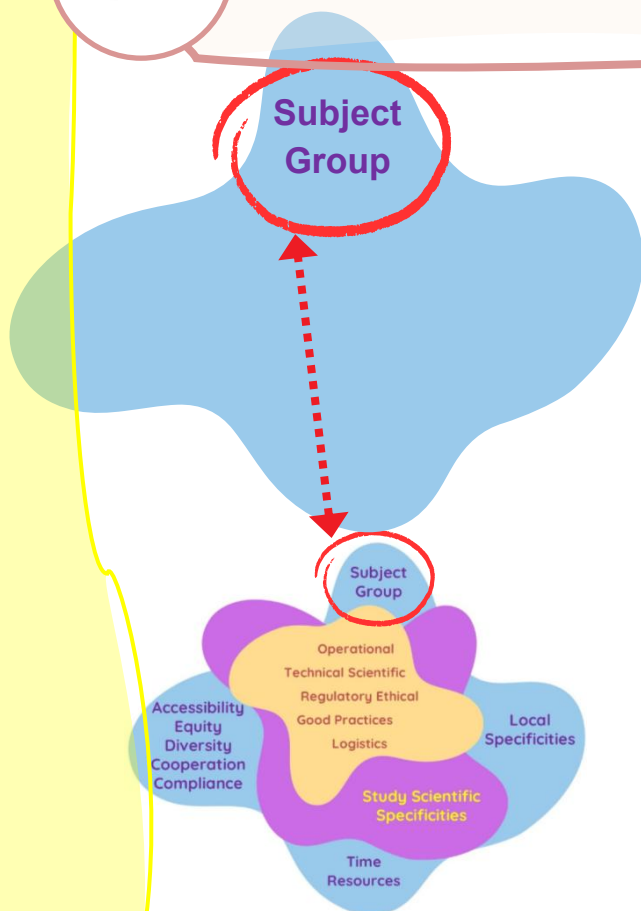 Subject
Group
Subject
Group
Operational
Technical Scientific
Regulatory Ethical
Good Practices
Logistics
Accessibility
Equity
Diversity
Cooperation
Compliance
Local
Specificities
Study Scientific
Specificities
Time
Resources